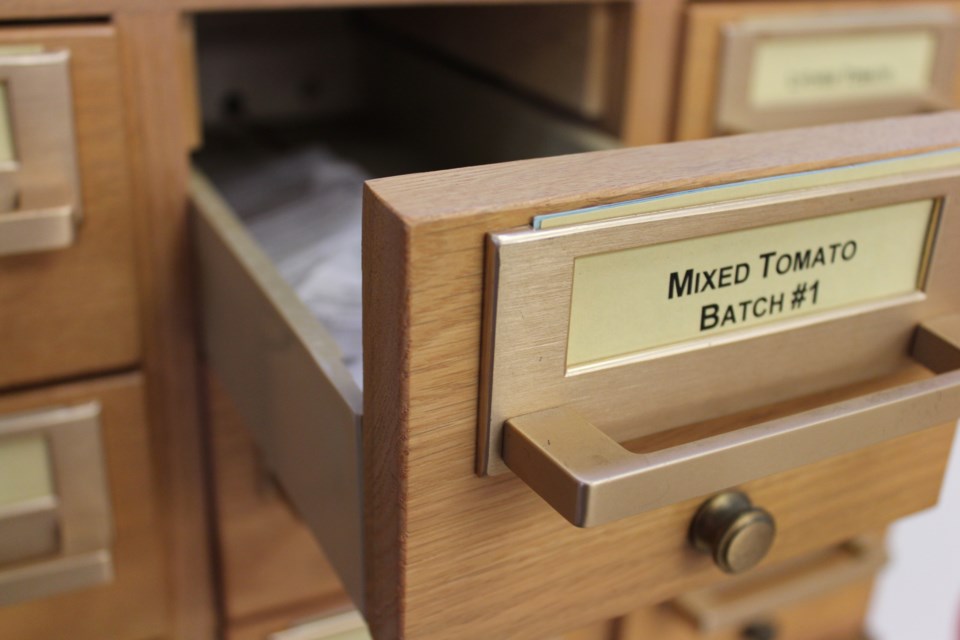 MIXED TOMATO
BATCH #1